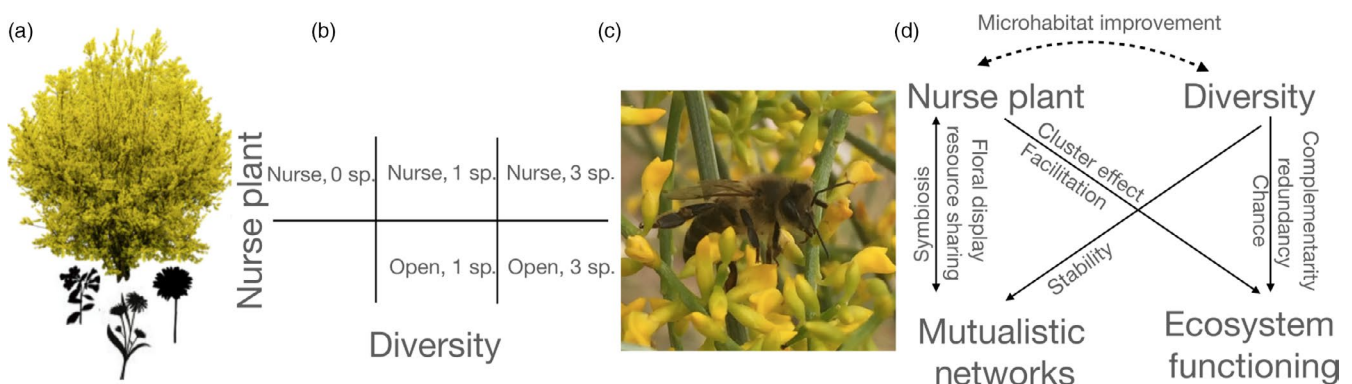 (a)
(b)
Nurse plant
Nurse, 0 sp.
Nurse, 1 sp.
Nurse, 3 sp.
Open, 1 sp.
Open, 3 sp.
Diversity
(c)
(d)
Microhabitat improvement
Nurse plant
Diversity
Symbiosis
Floral display
resource sharing
Cluster effect
Facilitation
Stability
Complementarity
redundancy
Chance
Mutualistic
networks
Ecosystem
functioning